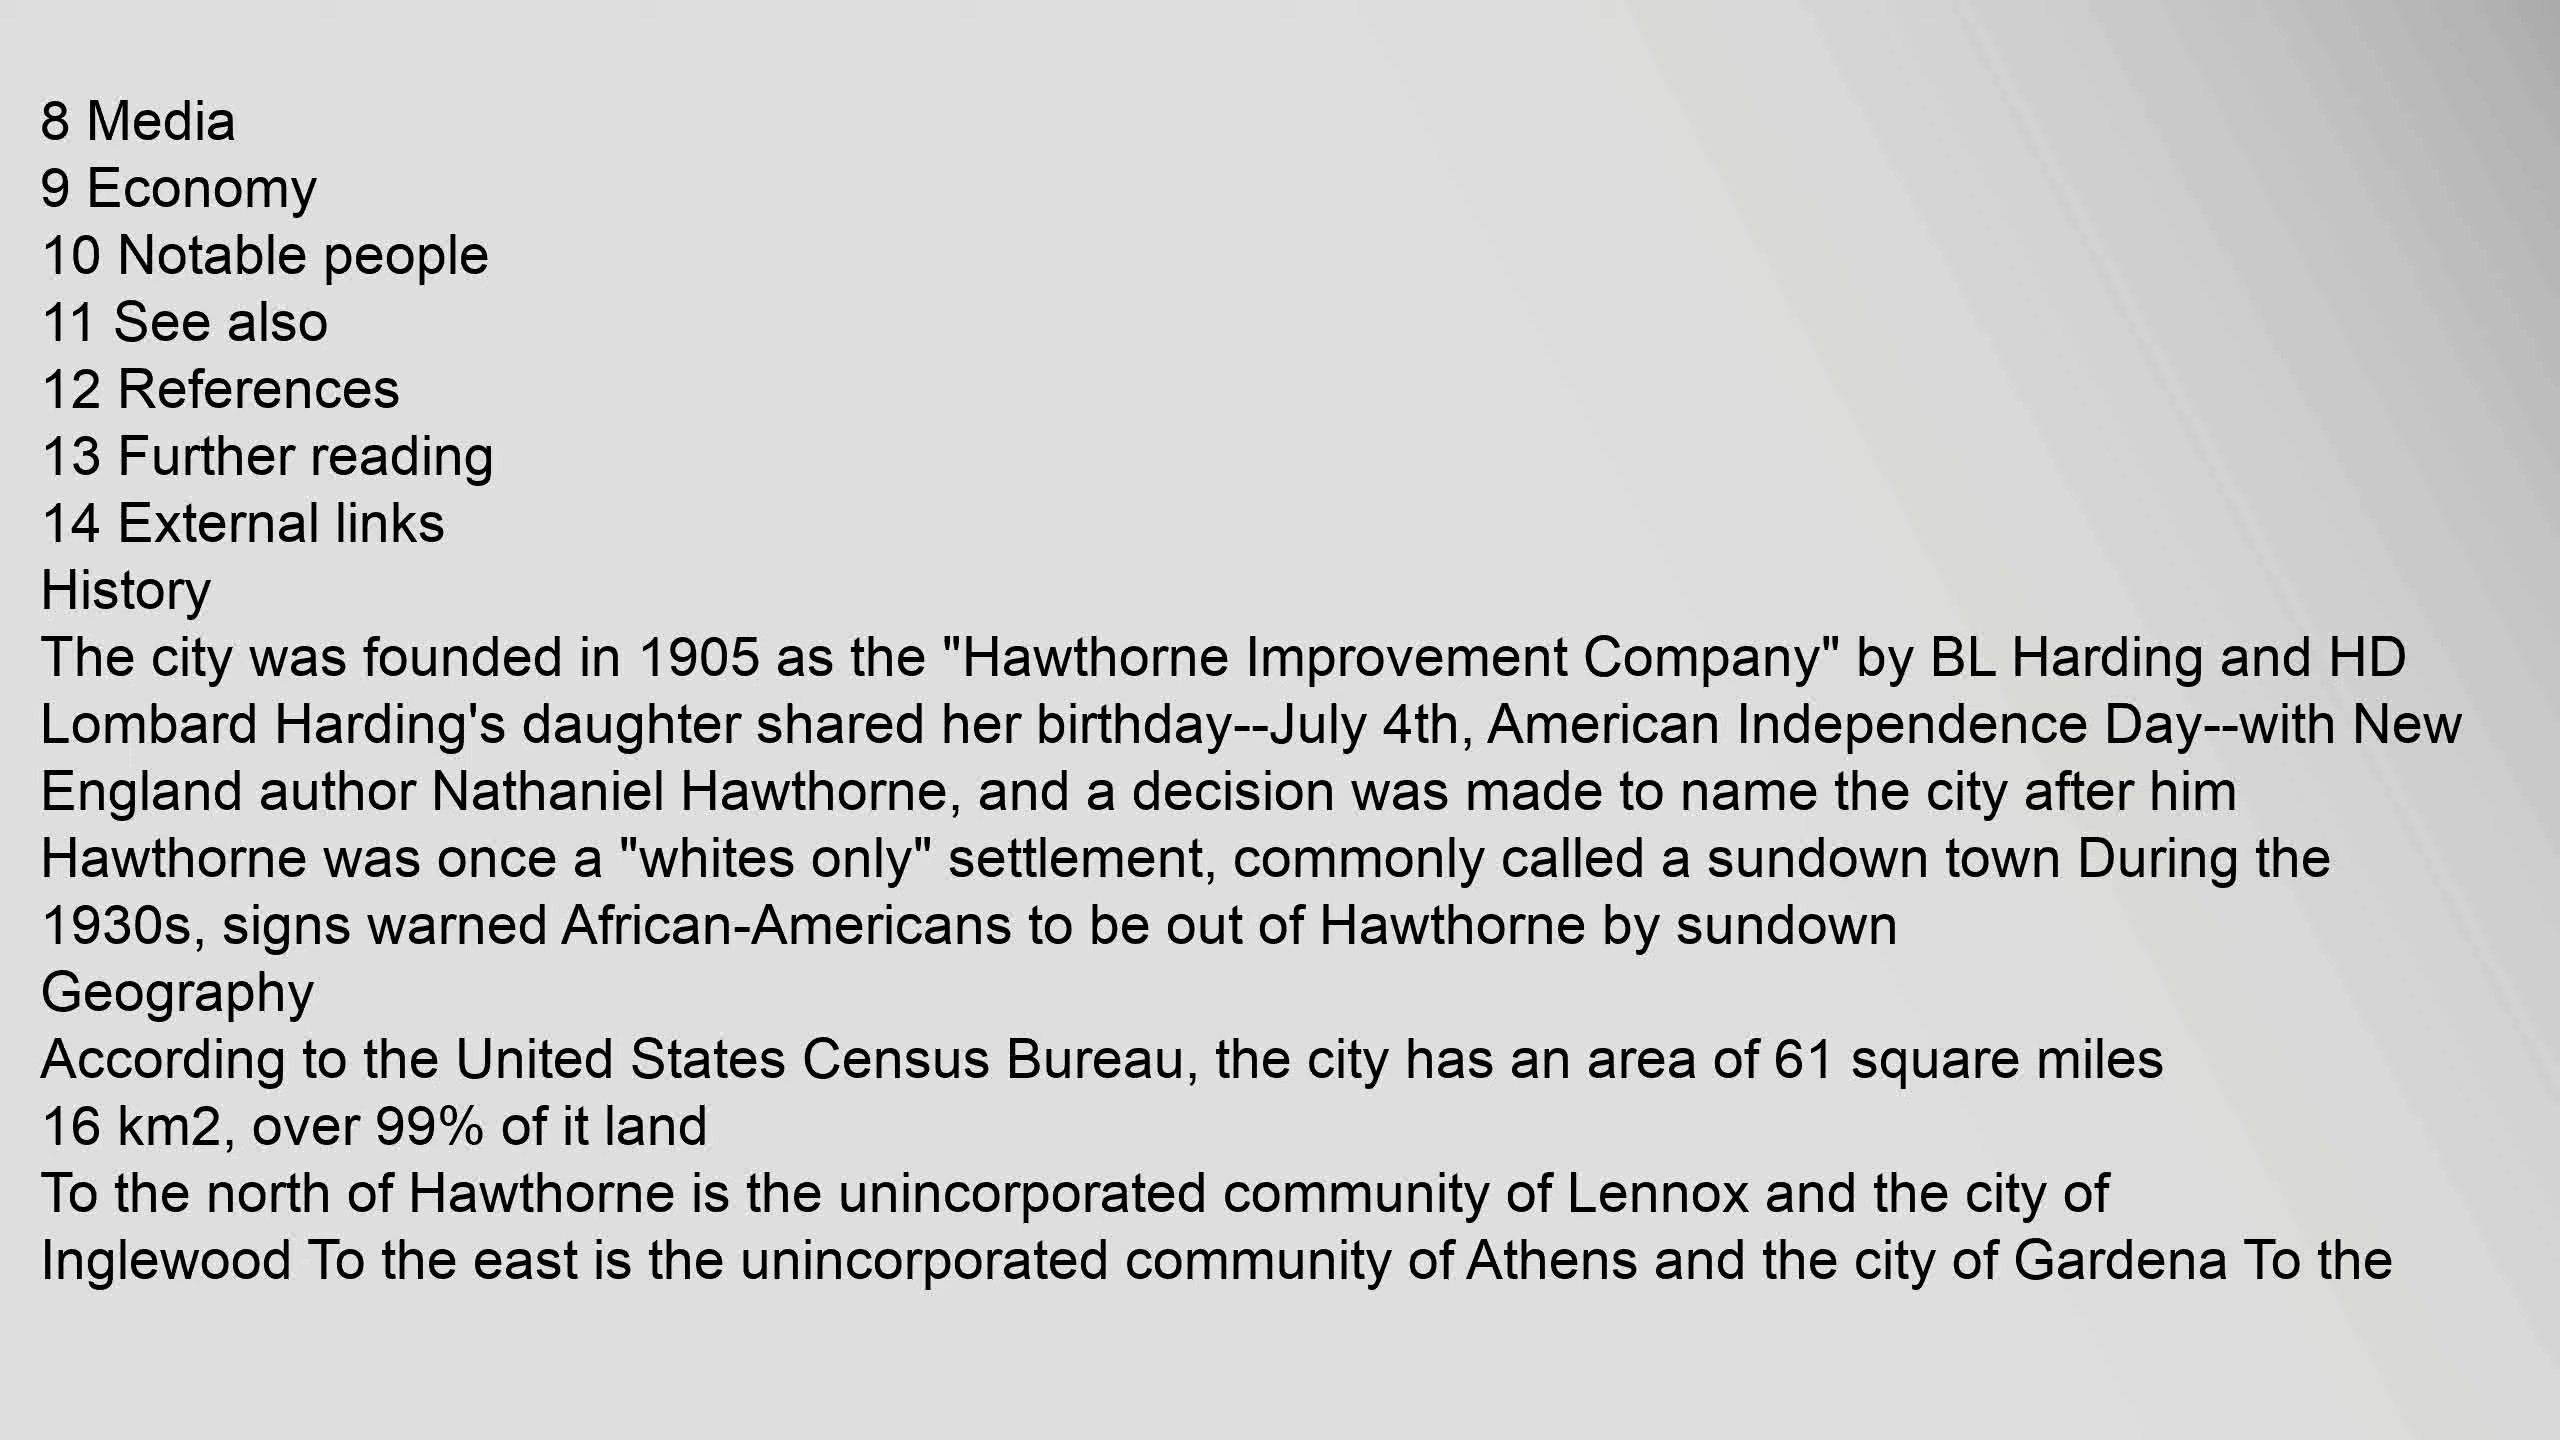 8 Media
9 Economy
10 Notable people
11 See also
12 References
13 Further reading
14 External links
History
The city was founded in 1905 as the "Hawthorne Improvement Company" by BL Harding and HD
Lombard Harding's daughter shared her birthday--July 4th, American Independence Day--with New
England author Nathaniel Hawthorne, and a decision was made to name the city after him
Hawthorne was once a "whites only" settlement, commonly called a sundown town During the
1930s, signs warned African-Americans to be out of Hawthorne by sundown
Geography
According to the United States Census Bureau, the city has an area of 61 square miles
16 km2, over 99% of it land
To the north of Hawthorne is the unincorporated community of Lennox and the city of
Inglewood To the east is the unincorporated community of Athens and the city of Gardena To the